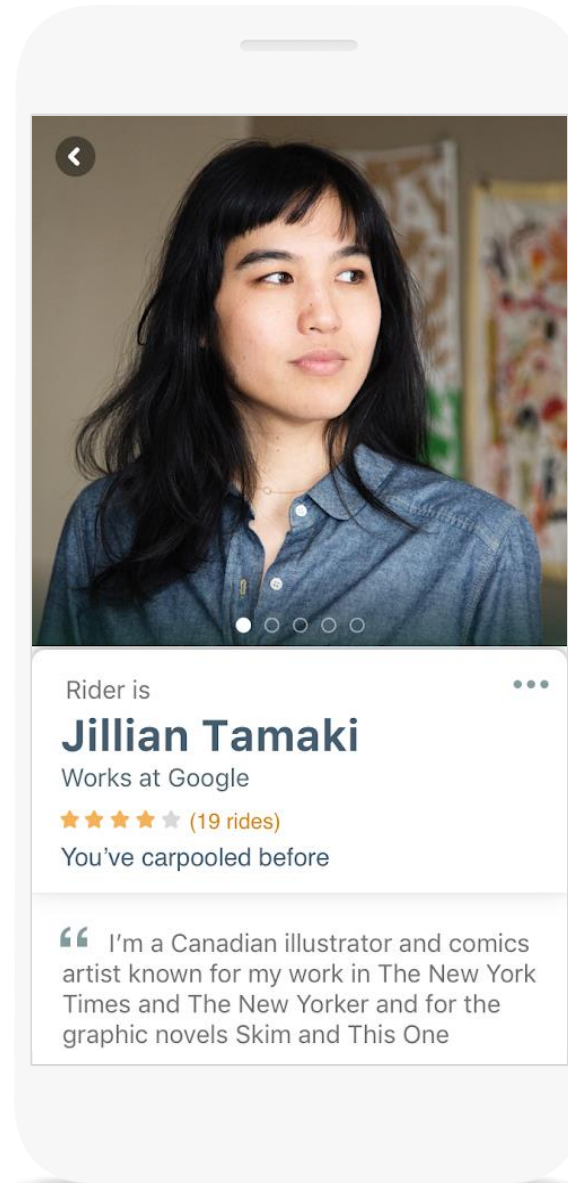 Rider is
Jillian Tamaki
Works at Google
(19 rides)
You’ve carpooled before
“ I’m a Canadian illustrator and comics
artist known for my work in The New York
Times and The New Yorker and for the
graphic novels Skim and This One